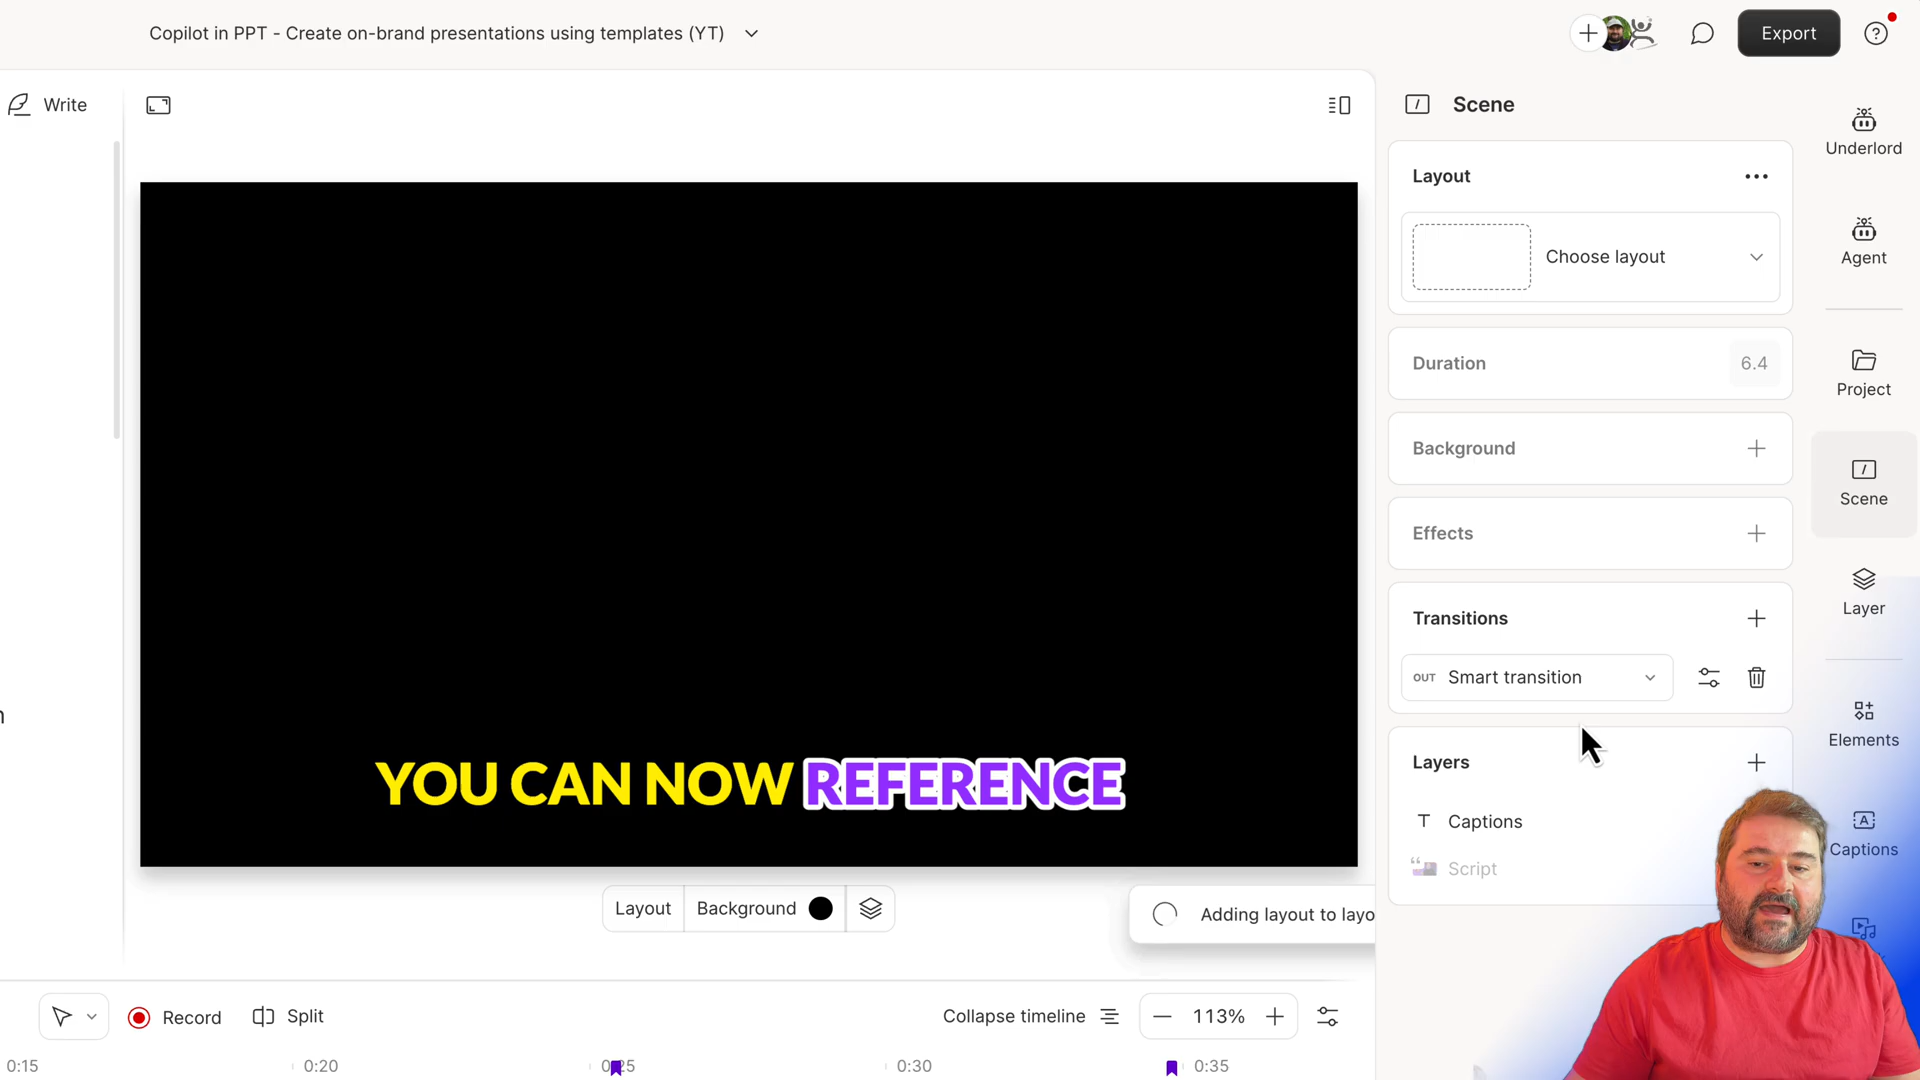 Copilot in PPT - Create on-brand presentations using templates (YT)
Export
Write
Scene
Underlord
Layout
Choose layout
Agent
Duration
6.4
Project
Background
Scene
Effects
Layer
Transitions
OUT Smart transition
Elements
Layers
YOU CAN NOW REFERENCE
Captions
Captions
Script
Layout
Background
Adding layout to layo
Record
Split
Collapse timeline
113%
0:15
0:20
0:25
0:30
0:35